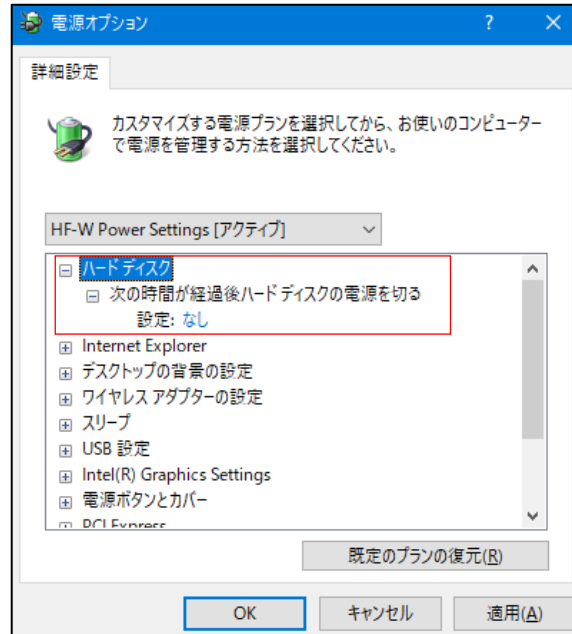 電源オプション
詳細設定
カスタマイズする電源プランを選択してから、お使いのコンピューター
で電源を管理する方法を選択してください。
HF-W Power Settings [アクティブ]
ハード ディスク
次の時間が経過後ハード ディスクの電源を切る
設定: なし
Internet Explorer
デスクトップの背景の設定
ワイヤレス アダプターの設定
スリープ
USB 設定
Intel(R) Graphics Settings
電源ボタンとカバー
PCI Express
既定のプランの復元(R)
OK
キャンセル
適用(A)